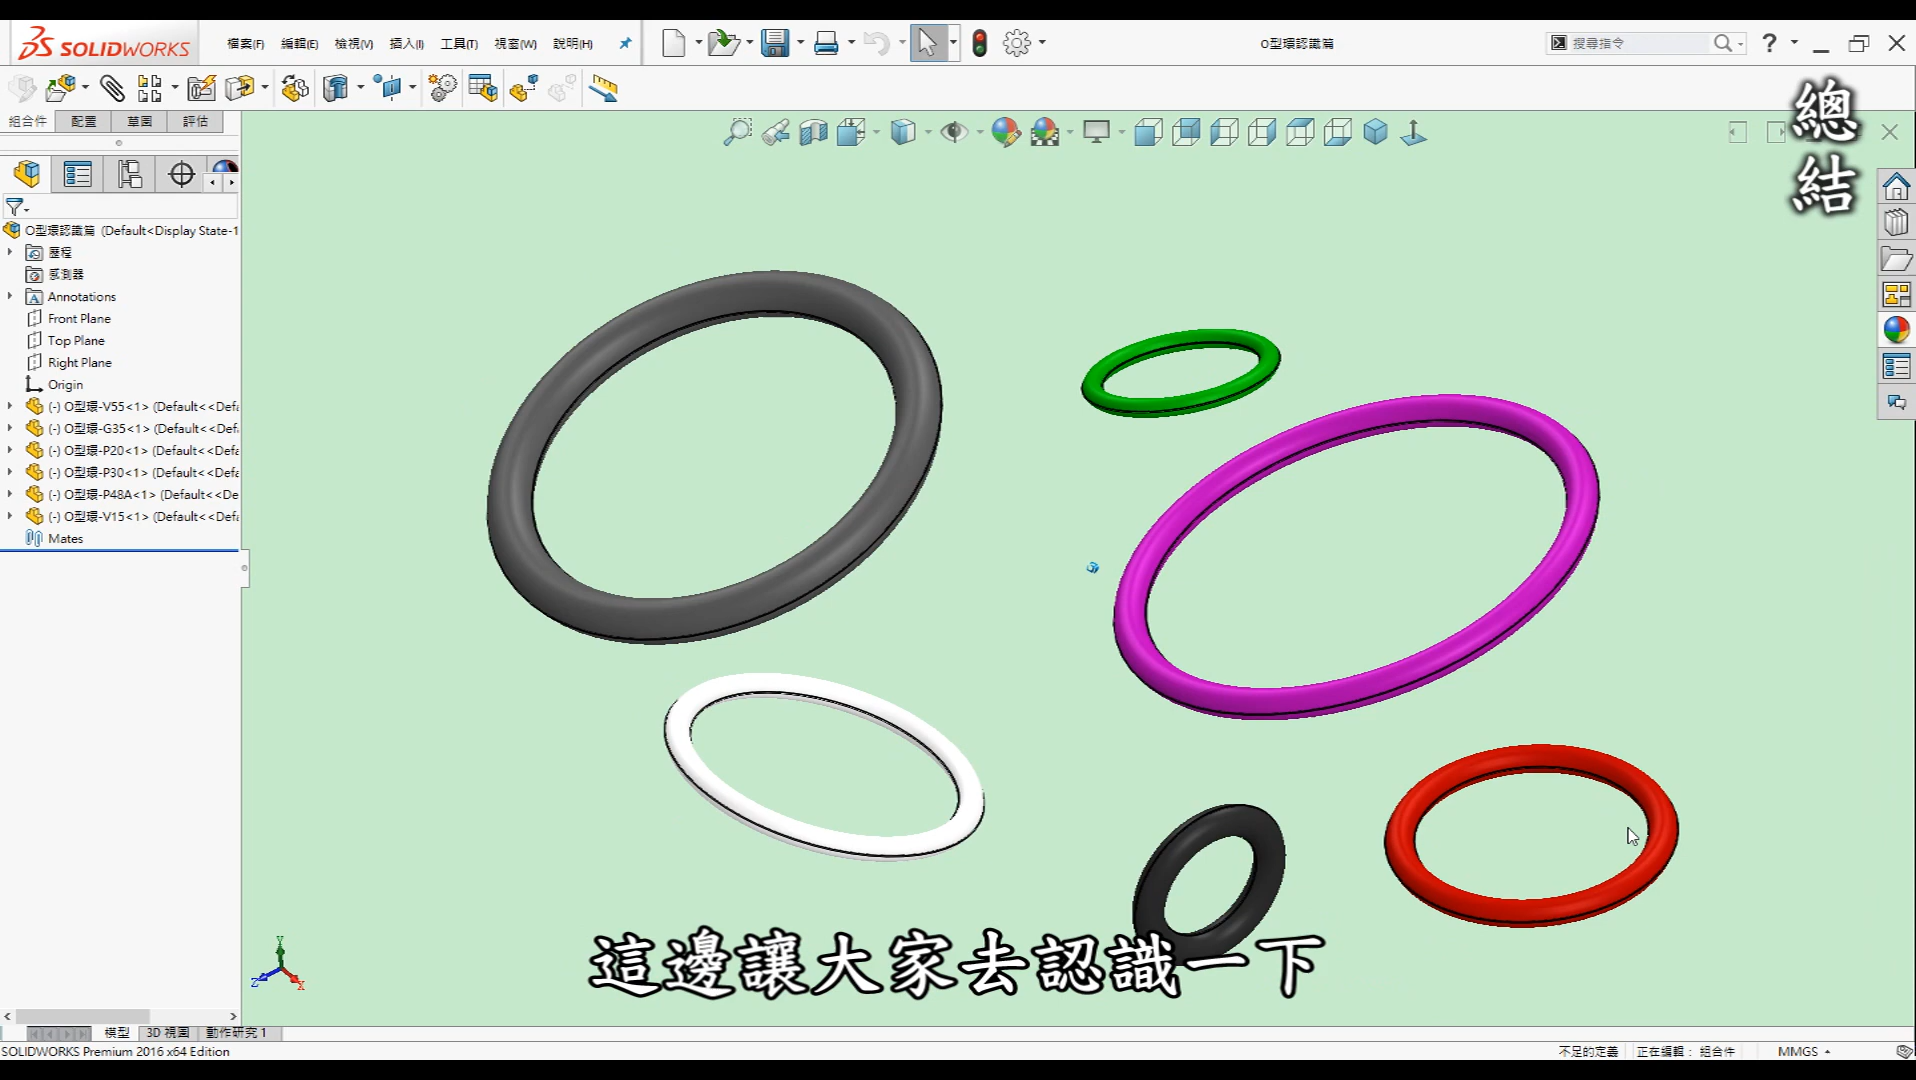 SOLIDWORKS
檔案(F) 編輯(E) 檢視(V) 插入(I) 工具(T) 視窗(W) 說明(H)
O型環認識篇
搜尋指令
總結
組合件 配置 草圖 評估
O型環認識篇 (Default<Display State-1
歷程
感測器
Annotations
Front Plane
Top Plane
Right Plane
Origin
(-) O型環-V55<1> (Default<<Defa
(-) O型環-G35<1> (Default<<Defa
(-) O型環-P20<1> (Default<<Defa
(-) O型環-P30<1> (Default<<Defa
(-) O型環-P48A<1> (Default<<De
(-) O型環-V15<1> (Default<<Defa
Mates
Y
Z
X
這邊讓大家去認識一下
模型 3D 視圖 動作研究 1
SOLIDWORKS Premium 2016 x64 Edition
不足的定義 正在編輯： 組合件 MMGS